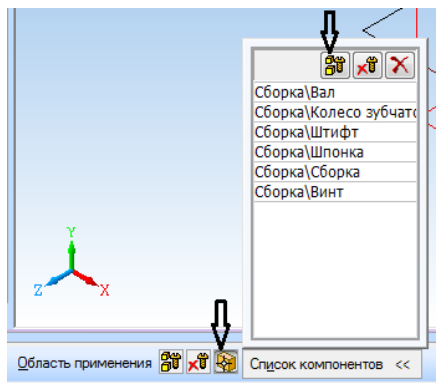 Сборка\Вал
Сборка\Колесо зубчато
Сборка\Штифт
Сборка\Шпонка
Сборка\Сборка
Сборка\Винт
Y
Z X
Область применения Список компонентов <<